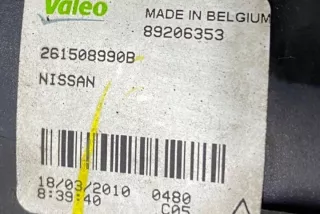 Valeo
MADE IN BELGIUM
89206353
261508990B
NISSAN
18/03/2010 0480
8:39:40 C05